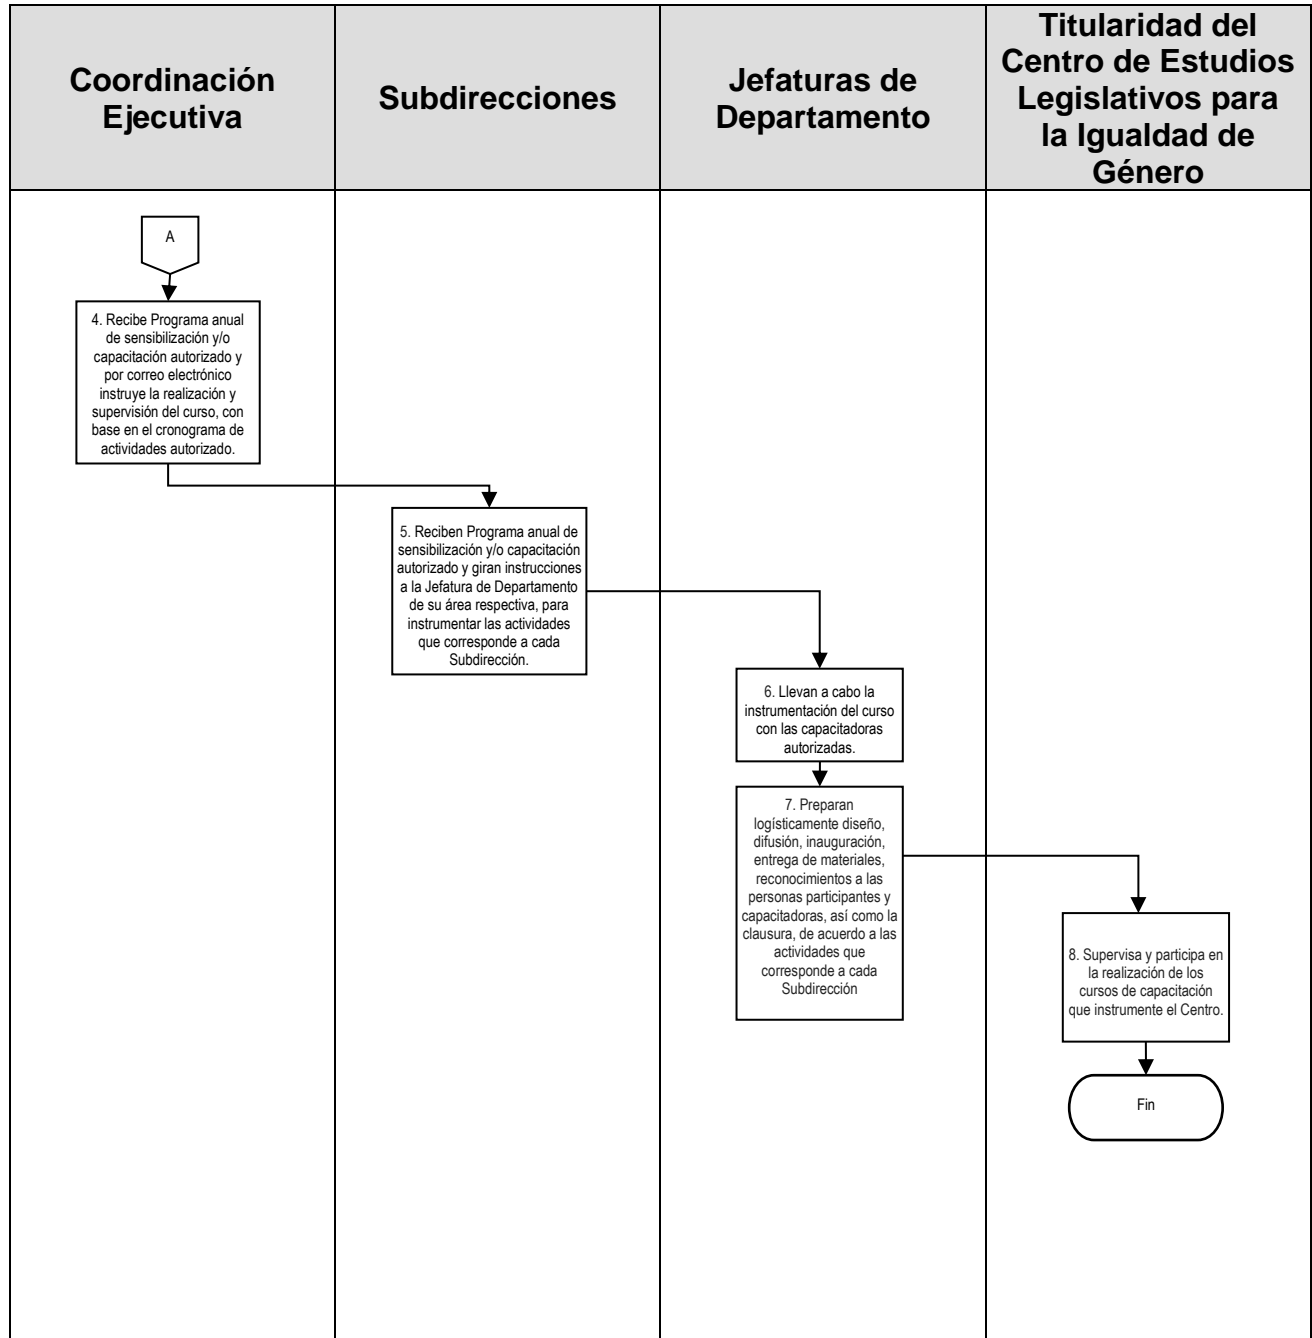 Coordinación
Ejecutiva
Subdirecciones
Jefaturas de
Departamento
Titularidad del
Centro de Estudios
Legislativos para
la Igualdad de
Género
A
4. Recibe Programa anual
de sensibilización y/o
capacitación autorizado y
por correo electrónico
instruye la realización y
supervisión del curso, con
base en el cronograma de
actividades autorizado.
5. Reciben Programa anual de
sensibilización y/o capacitación
autorizado y giran instrucciones
a la Jefatura de Departamento
de su área respectiva, para
instrumentar las actividades
que corresponde a cada
Subdirección.
6. Llevan a cabo la
instrumentación del curso
con las capacitadoras
autorizadas.
7. Preparan
logísticamente diseño,
difusión, inauguración,
entrega de materiales,
reconocimientos a las
personas participantes y
capacitadoras, así como la
clausura, de acuerdo a las
actividades que
corresponde a cada
Subdirección
8. Supervisa y participa en
la realización de los
cursos de capacitación
que instrumente el Centro.
Fin